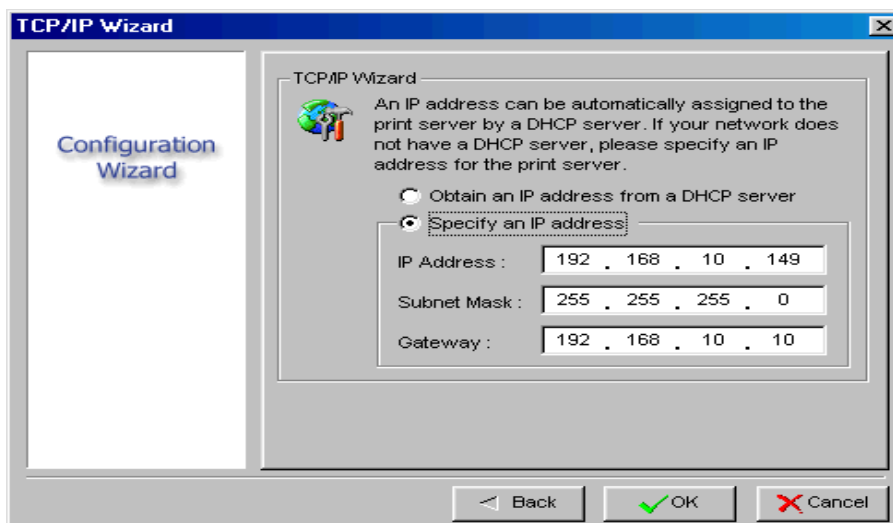 TCP/IP Wizard
Configuration
Wizard
TCP/IP Wizard
An IP address can be automatically assigned to the
print server by a DHCP server. If your network does
not have a DHCP server, please specify an IP
address for the print server.
Obtain an IP address from a DHCP server
Specify an IP address
IP Address : 192 . 168 . 10 . 149
Subnet Mask : 255 . 255 . 255 . 0
Gateway : 192 . 168 . 10 . 10
Back OK Cancel